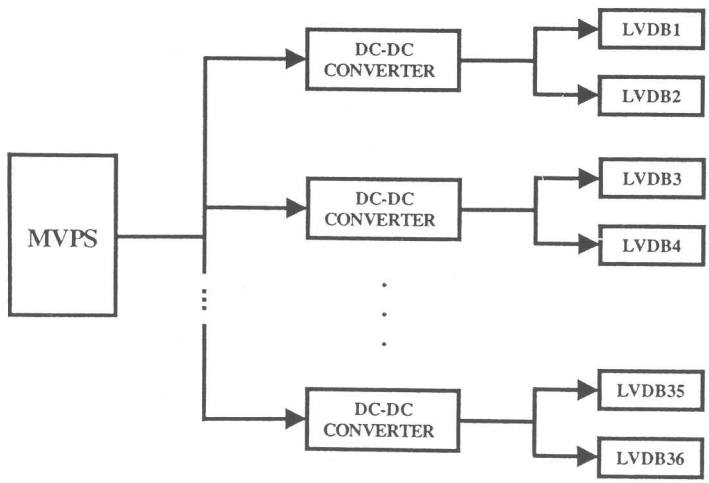 MVPS
DC-DC
CONVERTER
LVDB1
LVDB2
DC-DC
CONVERTER
LVDB3
LVDB4
DC-DC
CONVERTER
LVDB35
LVDB36